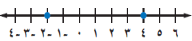 ٤- ٣- ٢- ١- ٠ ١ ٢ ٣ ٤ ٥ ٦